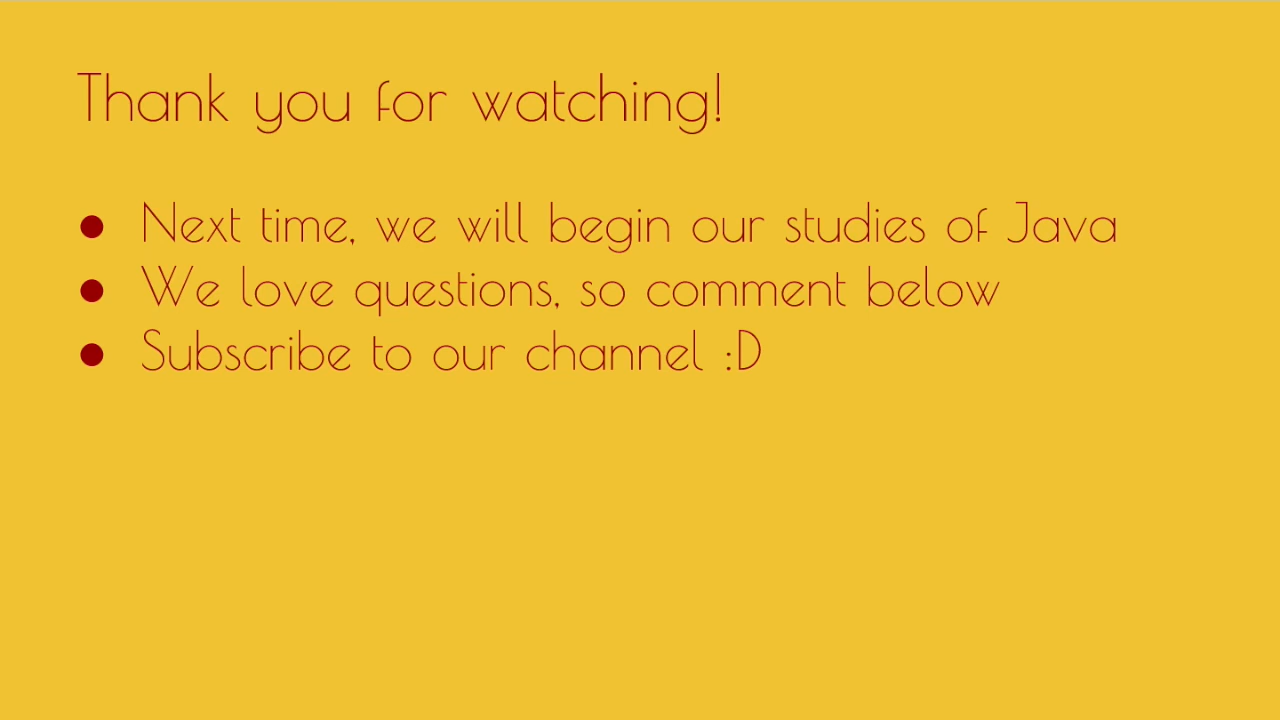 Thank you for watching!
● Next time, we will begin our studies of Java
● We love questions, so comment below
● Subscribe to our channel :D